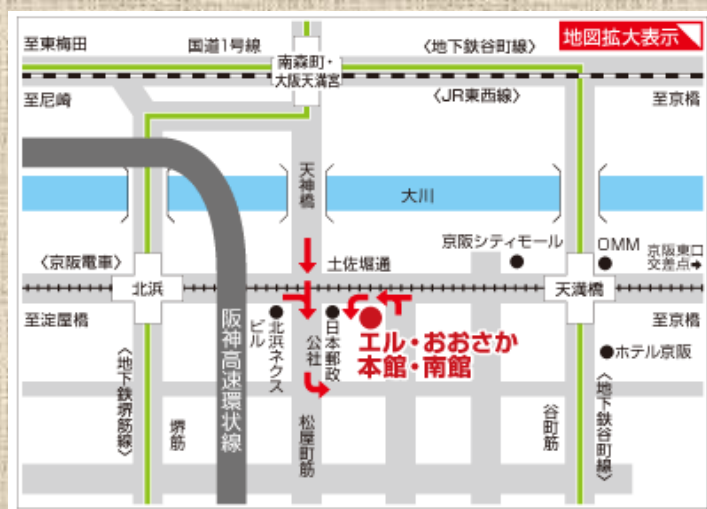 至東梅田
国道1号線
〈地下鉄谷町線〉
地図拡大表示
南森町・
大阪天満宮
至尼崎
〈JR東西線〉
至京橋
天神橋
大川
〈京阪電車〉
土佐堀通
京阪シティモール
OMM
京阪東口
交差点➡
北浜
天満橋
至淀屋橋
北浜ネクス
ビル
日本郵政
公社
エル・おおさか
本館・南館
至京橋
ホテル京阪
阪神高速環状線
〈地下鉄堺筋線〉
堺筋
松屋町筋
谷町筋
〈地下鉄谷町線〉